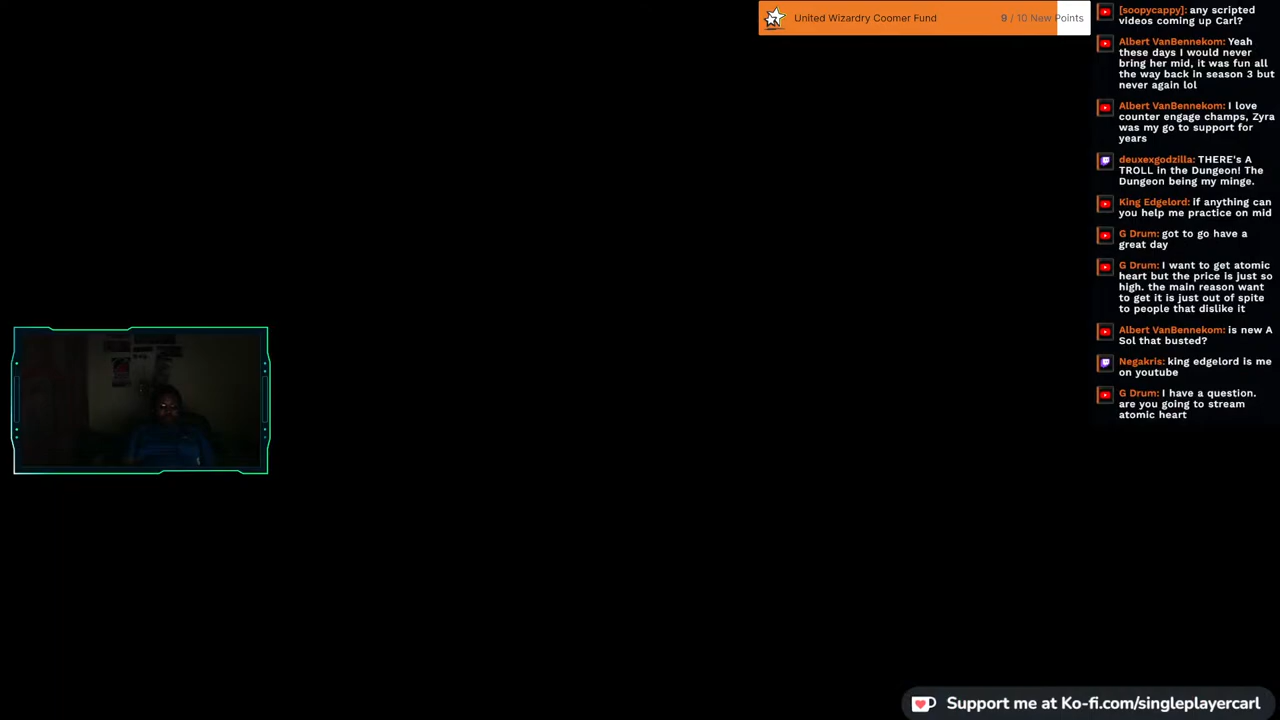 United Wizardry Coomer Fund
9 / 10 New Points
[soopycappy]: any scripted
videos coming up Carl?
Albert VanBennekom: Yeah
these days I would never
bring her mid, it was fun all
the way back in season 3 but
never again lol
Albert VanBennekom: I love
counter engage champs, Zyra
was my go to support for
years
deuxexgodzilla: THERE's A
TROLL in the Dungeon! The
Dungeon being my minge.
King Edgelord: if anything can
you help me practice on mid
G Drum: got to go have a
great day
G Drum: I want to get atomic
heart but the price is just so
high. the main reason want
to get it is just out of spite
to people that dislike it
Albert VanBennekom: is new A
Sol that busted?
Negakris: king edgelord is me
on youtube
G Drum: I have a question.
are you going to stream
atomic heart
Support me at Ko-fi.com/singleplayercarl